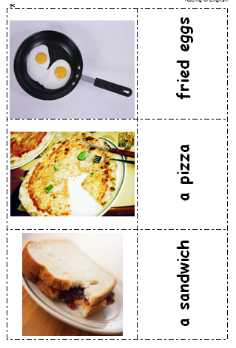 fried eggs
a pizza
a sandwich